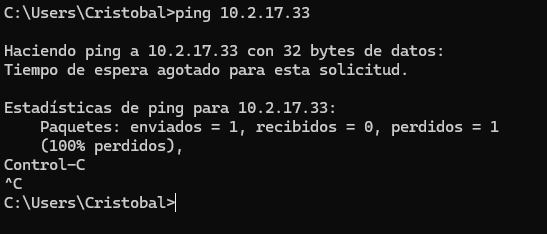 C:\Users\Cristobal>ping 10.2.17.33
Haciendo ping a 10.2.17.33 con 32 bytes de datos:
Tiempo de espera agotado para esta solicitud.
Estadísticas de ping para 10.2.17.33:
    Paquetes: enviados = 1, recibidos = 0, perdidos = 1
    (100% perdidos),
Control-C
^C
C:\Users\Cristobal>